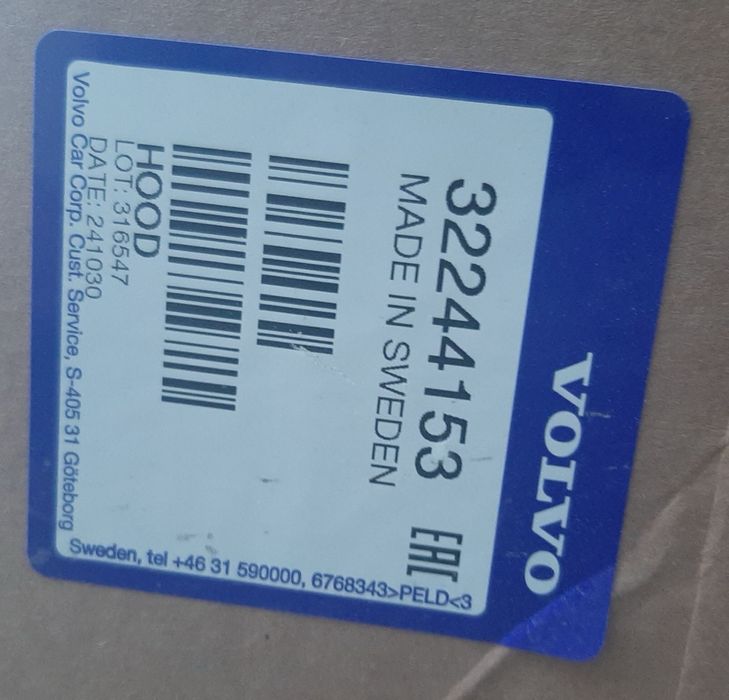 VOLVO
32244153 EAC
MADE IN SWEDEN
HOOD
LOT: 316547
DATE: 241030
Volvo Car Corp. Cust. Service, S-405 31 Göteborg
Sweden, tel +46 31 590000, 6768343>PELD<3